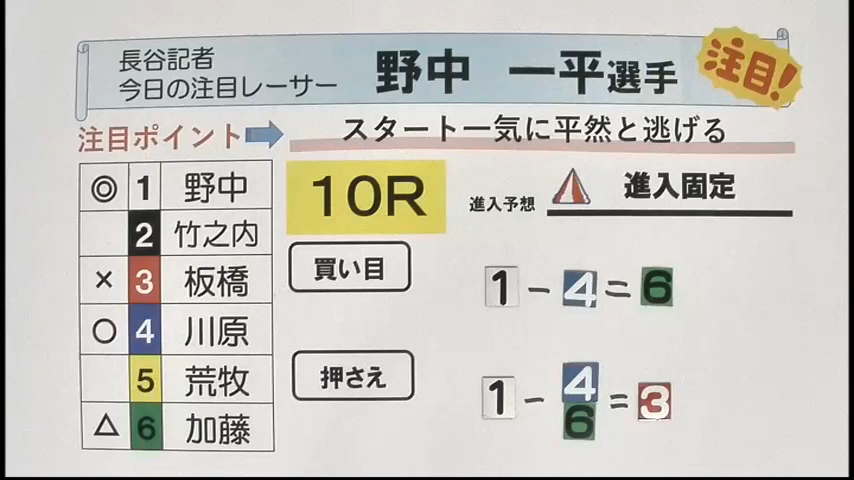 長谷記者
今日の注目レーサー
野中 一平選手
注目!
注目ポイント
スタート一気に平然と逃げる
◎ 1 野中
2 竹之内
× 3 板橋
○ 4 川原
5 荒牧
△ 6 加藤
10R
進入予想
進入固定
買い目
1 - 4 = 6
押さえ
1 - 4 6 = 3